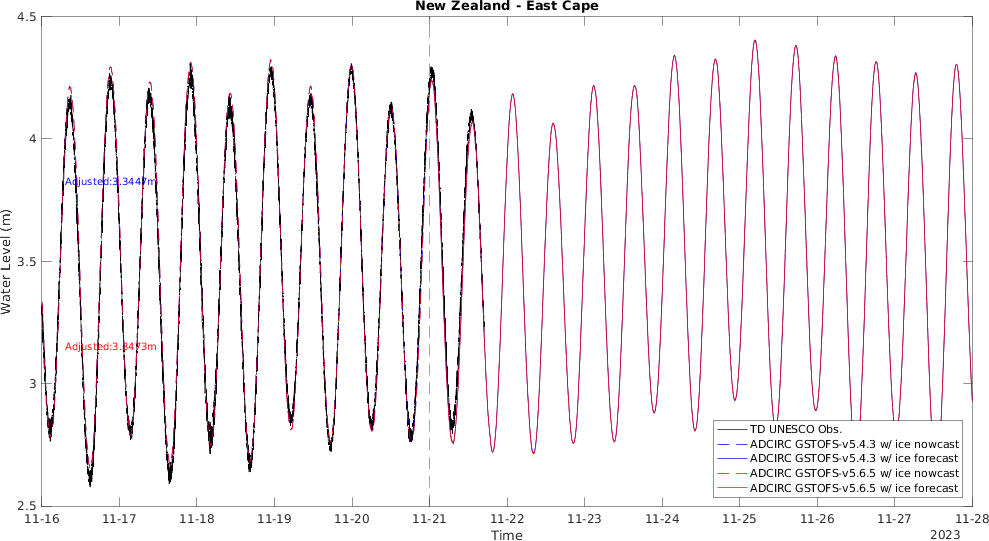 New Zealand - East Cape
4.5
4
3.5
3
2.5
Water Level (m)
Adjusted:3.3447m
Adjusted:3.3473m
TD UNESCO Obs.
ADCIRC GSTOFS-v5.4.3 w/ ice nowcast
ADCIRC GSTOFS-v5.4.3 w/ ice forecast
ADCIRC GSTOFS-v5.6.5 w/ ice nowcast
ADCIRC GSTOFS-v5.6.5 w/ ice forecast
11-16 11-17 11-18 11-19 11-20 11-21 11-22 11-23 11-24 11-25 11-26 11-27 11-28
Time
2023